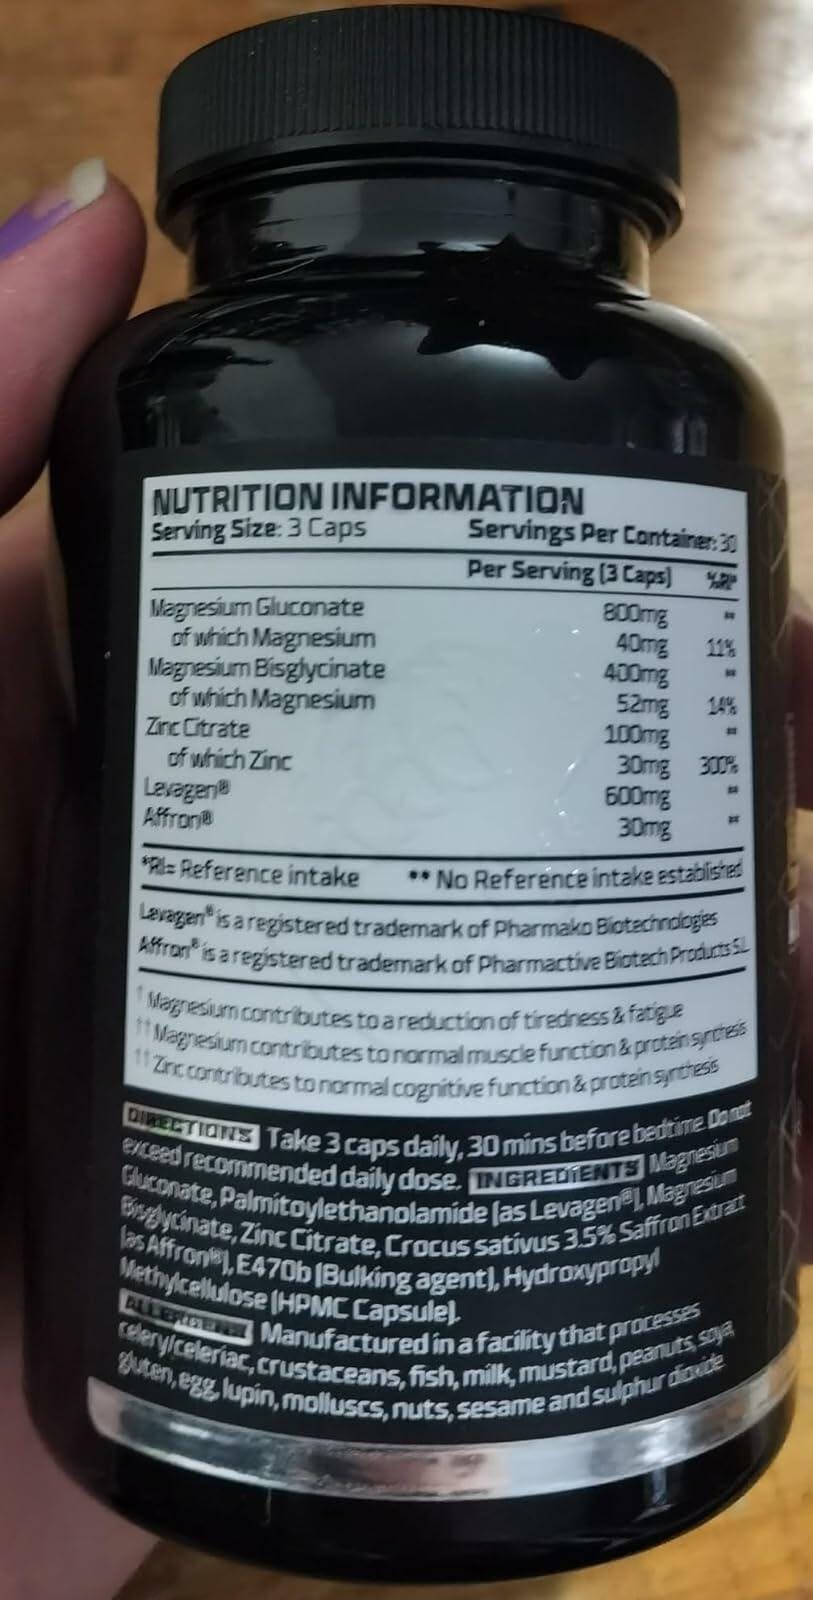 NUTRITION INFORMATION
Serving Size: 3 Caps Servings Per Container: 30
Per Serving (3 Caps) %RI*
Magnesium Gluconate 800mg **
of which Magnesium 40mg 11%
Magnesium Bisglycinate 400mg **
of which Magnesium 52mg 14%
Zinc Citrate 100mg **
of which Zinc 30mg 300%
Levagen® 600mg **
Affron® 30mg **
*RI= Reference intake ** No Reference intake established
Levagen® is a registered trademark of Pharmako Biotechnologies
Affron® is a registered trademark of Pharmactive Biotech Products S.L.
† Magnesium contributes to a reduction of tiredness & fatigue
†† Magnesium contributes to normal muscle function & protein synthesis
†† Zinc contributes to normal cognitive function & protein synthesis
DIRECTIONS Take 3 caps daily, 30 mins before bedtime. Do not
exceed recommended daily dose. INGREDIENTS Magnesium
Gluconate, Palmitoylethanolamide (as Levagen®), Magnesium
Bisglycinate, Zinc Citrate, Crocus sativus 3.5% Saffron Extract
(as Affron®), E470b (Bulking agent), Hydroxypropyl
Methylcellulose (HPMC Capsule).
Manufactured in a facility that processes
celery/celeriac, crustaceans, fish, milk, mustard, peanuts, soya,
gluten, egg, lupin, molluscs, nuts, sesame and sulphur dioxide